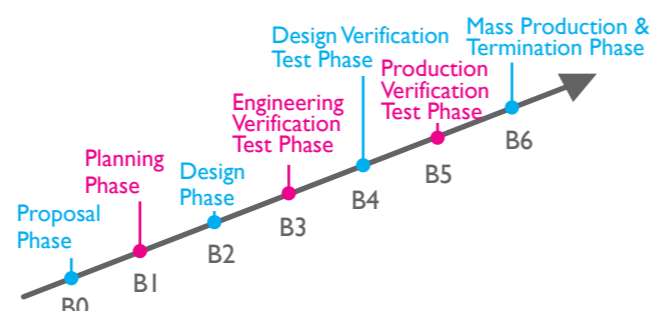 Proposal
Phase
B0
Planning
Phase
B1
Design
Phase
B2
Engineering
Verification
Test Phase
B3
Design Verification
Test Phase
B4
Production
Verification
Test Phase
B5
Mass Production &
Termination Phase
B6